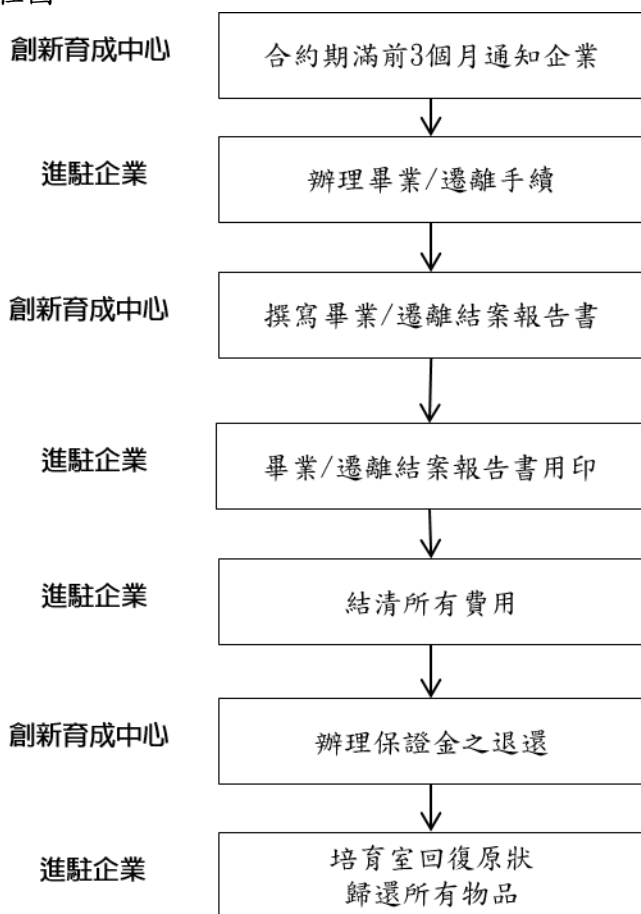 創新育成中心
合約期滿前3個月通知企業
進駐企業
辦理畢業/遷離手續
創新育成中心
撰寫畢業/遷離結案報告書
進駐企業
畢業/遷離結案報告書用印
進駐企業
結清所有費用
創新育成中心
辦理保證金之退還
進駐企業
培育室回復原狀
歸還所有物品